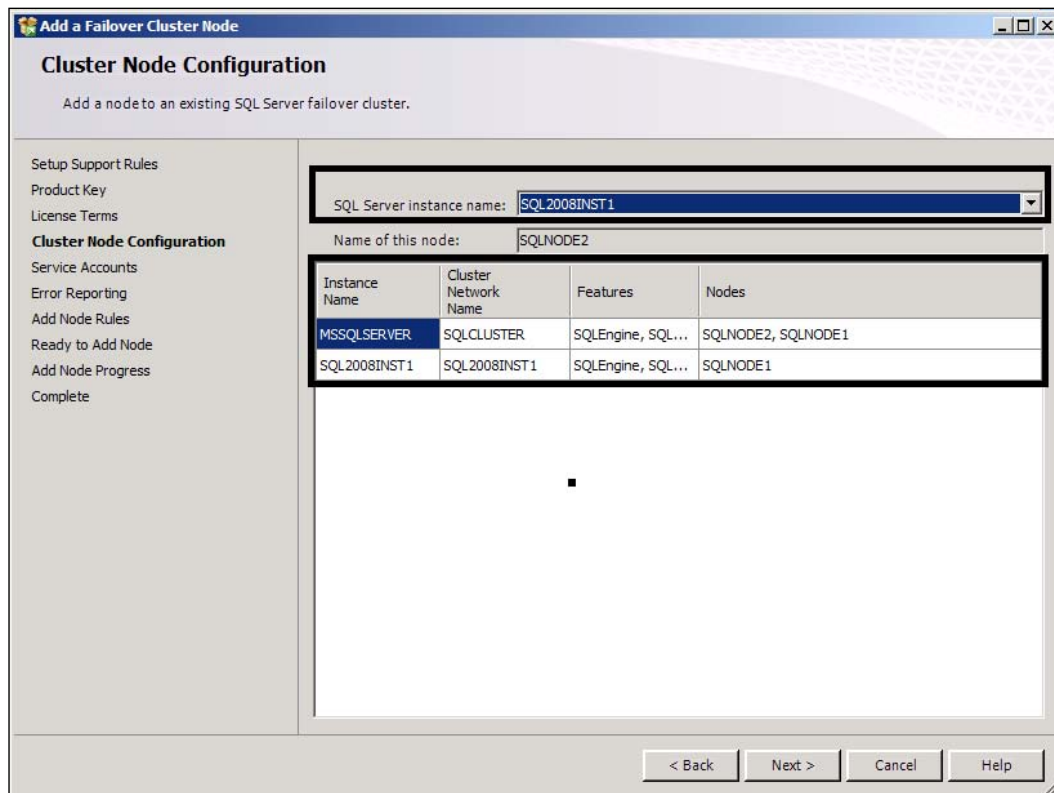 Add a Failover Cluster Node
Cluster Node Configuration
Add a node to an existing SQL Server failover cluster.
Setup Support Rules
Product Key
License Terms
Cluster Node Configuration
Service Accounts
Error Reporting
Add Node Rules
Ready to Add Node
Add Node Progress
Complete
SQL Server instance name: SQL2008INST1
Name of this node: SQLNODE2
Instance Name Cluster Network Name Features Nodes
MSSQLSERVER SQLCLUSTER SQLEngine, SQL... SQLNODE2, SQLNODE1
SQL2008INST1 SQL2008INST1 SQLEngine, SQL... SQLNODE1
< Back Next > Cancel Help